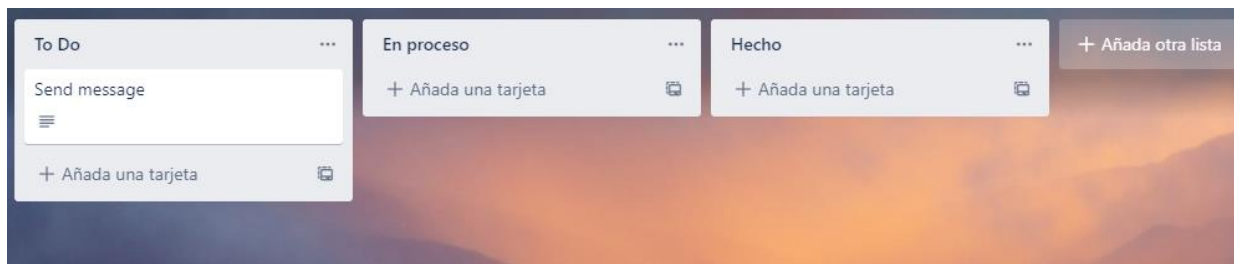 To Do
Send message
+ Añada una tarjeta
En proceso
+ Añada una tarjeta
Hecho
+ Añada una tarjeta
+ Añada otra lista